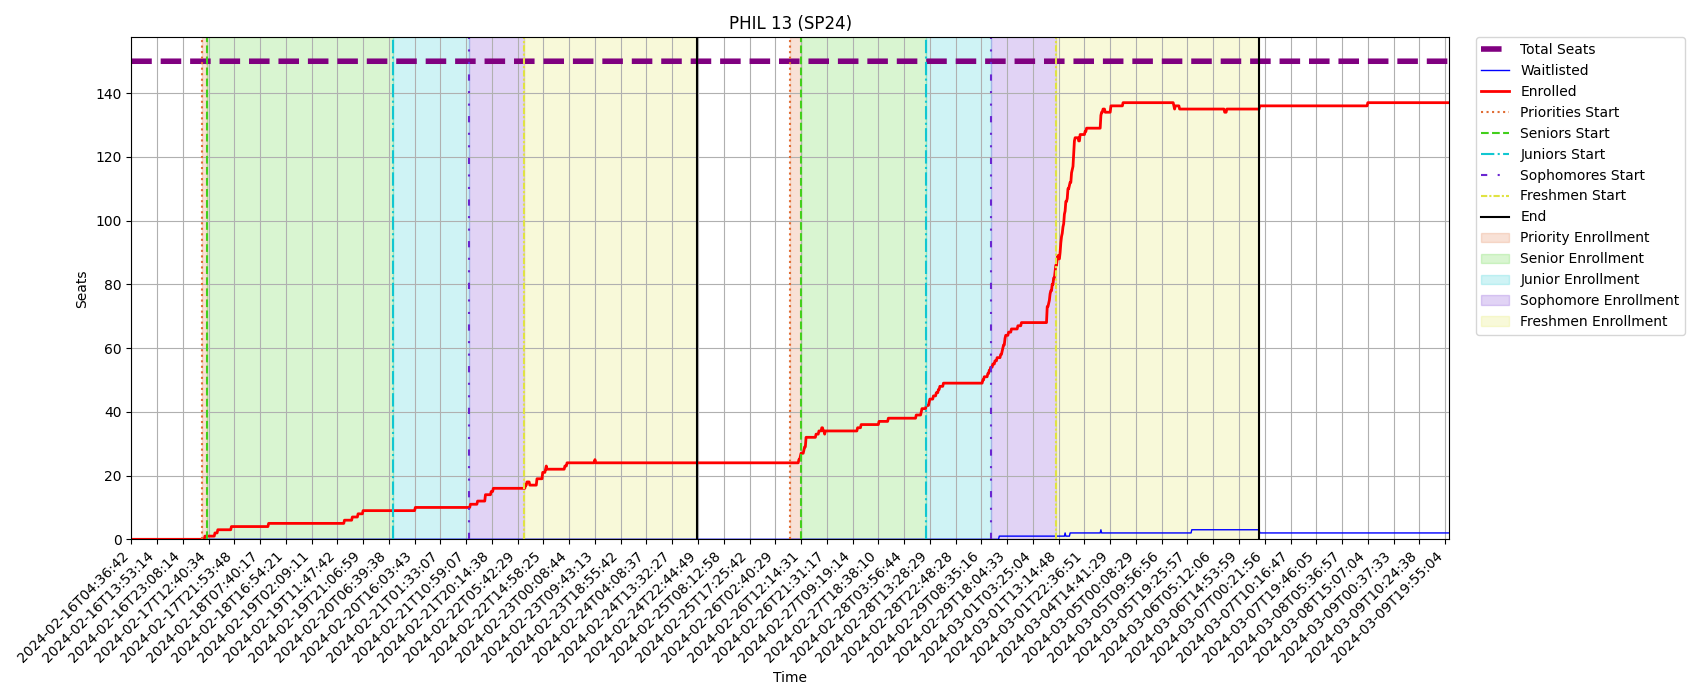 PHIL 13 (SP24)
Seats
140
120
100
80
60
40
20
0
2024-02-16T04:36:42
2024-02-16T13:53:14
2024-02-16T23:08:14
2024-02-17T12:40:34
2024-02-17T21:53:48
2024-02-18T07:40:17
2024-02-18T16:54:21
2024-02-19T02:09:11
2024-02-19T11:47:42
2024-02-19T21:06:59
2024-02-20T06:39:38
2024-02-20T16:03:43
2024-02-21T01:33:07
2024-02-21T10:59:07
2024-02-21T20:14:38
2024-02-22T05:42:29
2024-02-22T14:58:25
2024-02-23T00:08:44
2024-02-23T09:43:13
2024-02-23T18:55:42
2024-02-24T04:08:37
2024-02-24T13:32:27
2024-02-24T22:44:49
2024-02-25T08:12:58
2024-02-25T17:25:42
2024-02-26T02:40:29
2024-02-26T12:14:31
2024-02-26T21:31:17
2024-02-27T09:19:14
2024-02-27T18:38:10
2024-02-28T03:56:44
2024-02-28T13:28:29
2024-02-28T22:48:28
2024-02-29T08:35:16
2024-02-29T18:04:33
2024-03-01T03:25:04
2024-03-01T13:14:48
2024-03-01T22:36:51
2024-03-04T14:41:29
2024-03-05T00:08:29
2024-03-05T09:56:56
2024-03-05T19:25:57
2024-03-06T05:12:06
2024-03-06T14:53:59
2024-03-07T00:21:56
2024-03-07T10:16:47
2024-03-07T19:46:05
2024-03-08T05:36:57
2024-03-08T15:07:04
2024-03-09T00:37:33
2024-03-09T10:24:38
2024-03-09T19:55:04
Time
Total Seats
Waitlisted
Enrolled
Priorities Start
Seniors Start
Juniors Start
Sophomores Start
Freshmen Start
End
Priority Enrollment
Senior Enrollment
Junior Enrollment
Sophomore Enrollment
Freshmen Enrollment